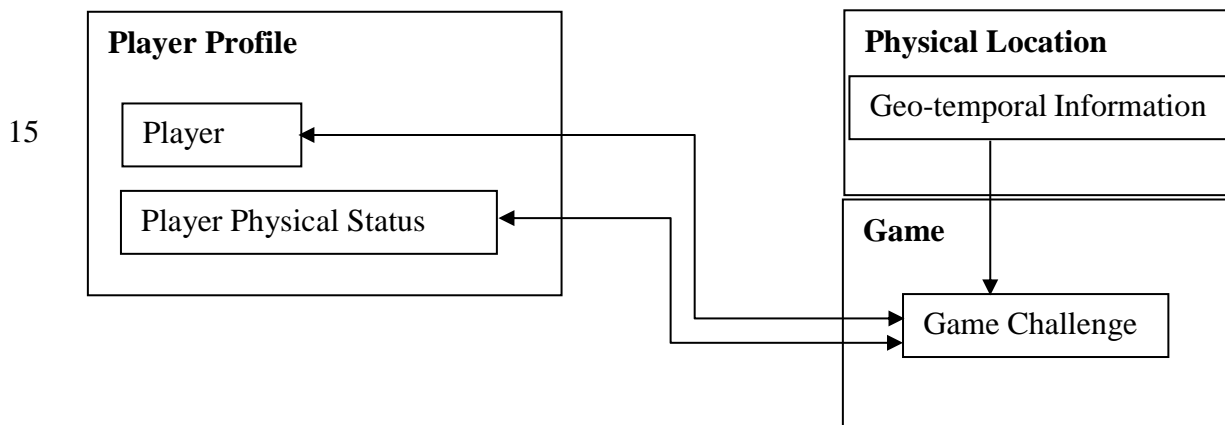 Player Profile
15
Player
Player Physical Status
Physical Location
Geo-temporal Information
Game
Game Challenge